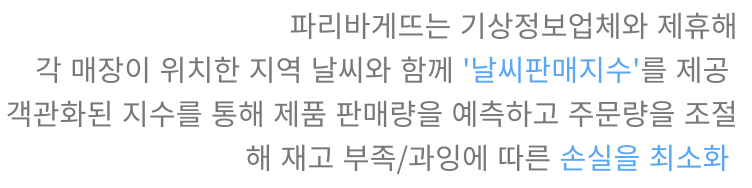 파리바게뜨는 기상정보업체와 제휴해
각 매장이 위치한 지역 날씨와 함께 '날씨판매지수'를 제공
객관화된 지수를 통해 제품 판매량을 예측하고 주문량을 조절
해 재고 부족/과잉에 따른 손실을 최소화